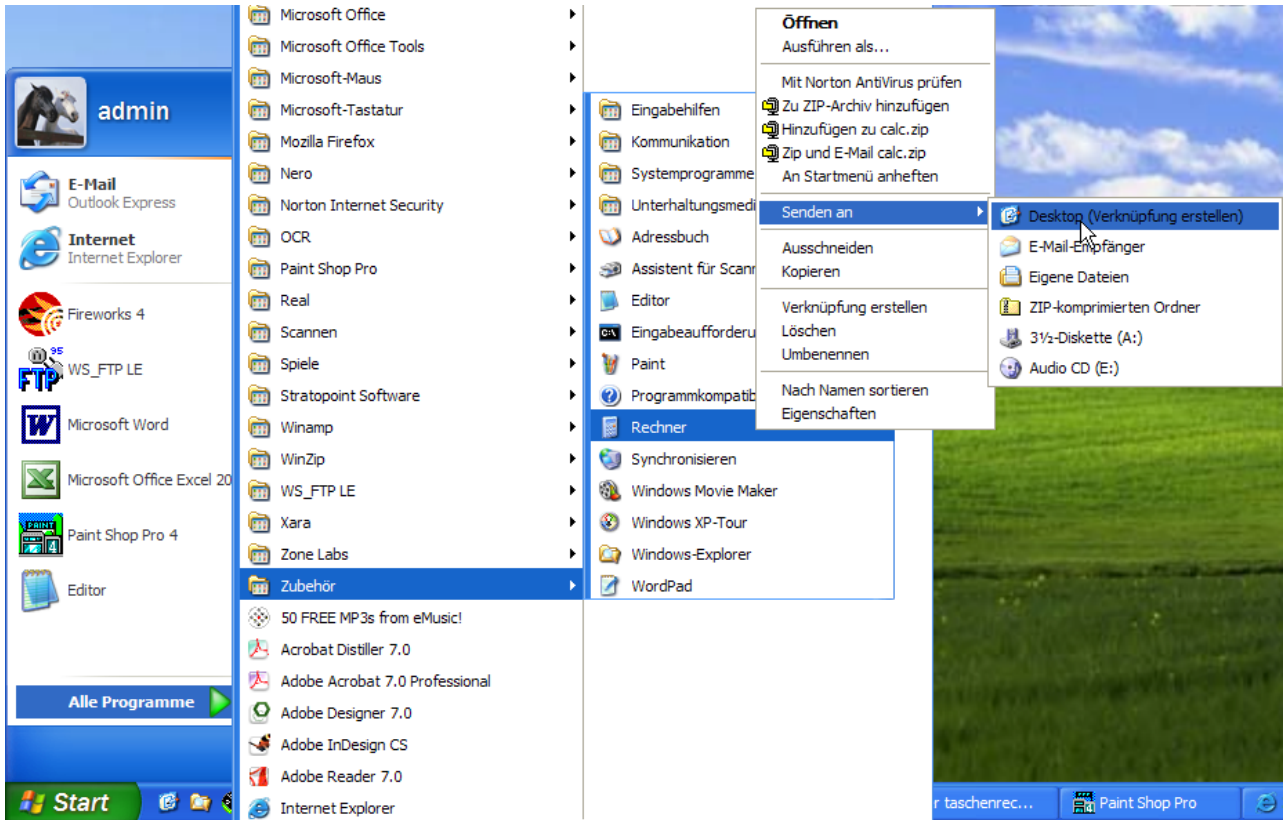 admin
E-Mail
Outlook Express
Internet
Internet Explorer
Fireworks 4
95
FTP
WS_FTP LE
W
Microsoft Word
Microsoft Office Excel 20
PAINT
4
Paint Shop Pro 4
Editor
Alle Programme
Start
Microsoft Office
Microsoft Office Tools
Microsoft-Maus
Microsoft-Tastatur
Mozilla Firefox
Nero
Norton Internet Security
OCR
Paint Shop Pro
Real
Scannen
Spiele
Stratopoint Software
Winamp
WinZip
WS_FTP LE
Xara
Zone Labs
Zubehör
50 FREE MP3s from eMusic!
Acrobat Distiller 7.0
Adobe Acrobat 7.0 Professional
Adobe Designer 7.0
Adobe InDesign CS
Adobe Reader 7.0
Internet Explorer
Eingabehilfen
Kommunikation
Systemprogramme
Unterhaltungsmedi
Adressbuch
Assistent für Scann
Editor
C:\
Eingabeaufforderu
Paint
Programmkompatib
Rechner
Synchronisieren
Windows Movie Maker
Windows XP-Tour
Windows-Explorer
WordPad
Öffnen
Ausführen als...
Mit Norton AntiVirus prüfen
Zu ZIP-Archiv hinzufügen
Hinzufügen zu calc.zip
Zip und E-Mail calc.zip
An Startmenü anheften
Senden an
Ausschneiden
Kopieren
Verknüpfung erstellen
Löschen
Umbenennen
Nach Namen sortieren
Eigenschaften
Desktop (Verknüpfung erstellen)
E-Mail-Empfänger
Eigene Dateien
ZIP-komprimierten Ordner
3½-Diskette (A:)
Audio CD (E:)
r taschenrec...
Paint Shop Pro